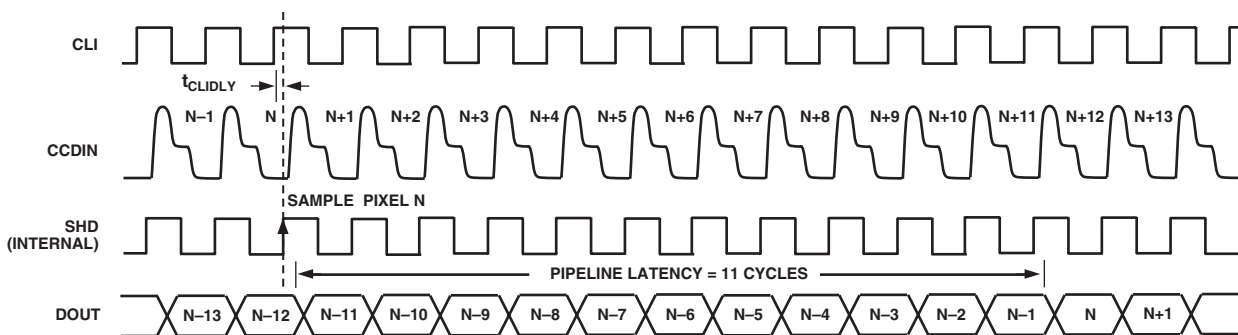 CLI
tCLIDLY
N–1 N N+1 N+2 N+3 N+4 N+5 N+6 N+7 N+8 N+9 N+10 N+11 N+12 N+13
CCDIN
SAMPLE PIXEL N
SHD
(INTERNAL)
PIPELINE LATENCY = 11 CYCLES
DOUT N–13 N–12 N–11 N–10 N–9 N–8 N–7 N–6 N–5 N–4 N–3 N–2 N–1 N N+1